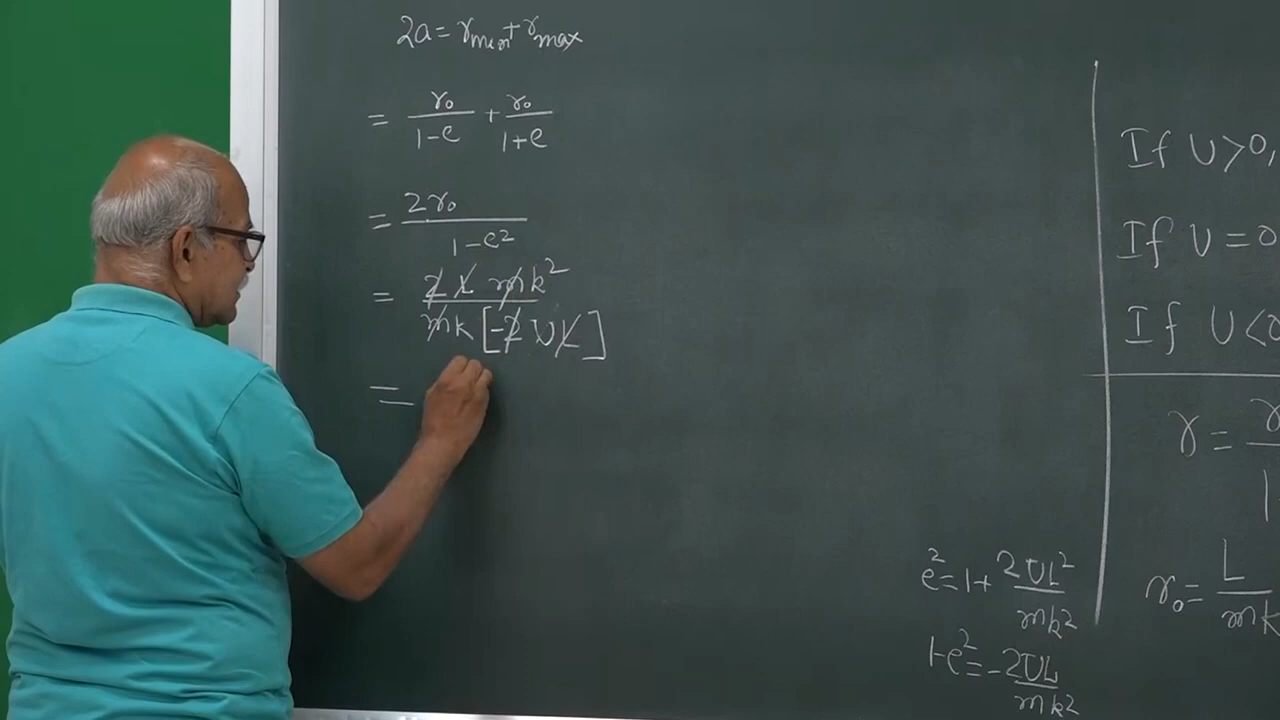 2a = r_min + r_max
= r₀/(1-e) + r₀/(1+e)
= 2r₀/(1-e²)
= 2L mk²/(mk[-2UL])
=
If U>0,
If U=0
If U<0
r = r/1
e² = 1 + 2UL²/mk²
r₀ = L/mk
1-e² = -2UL/mk²